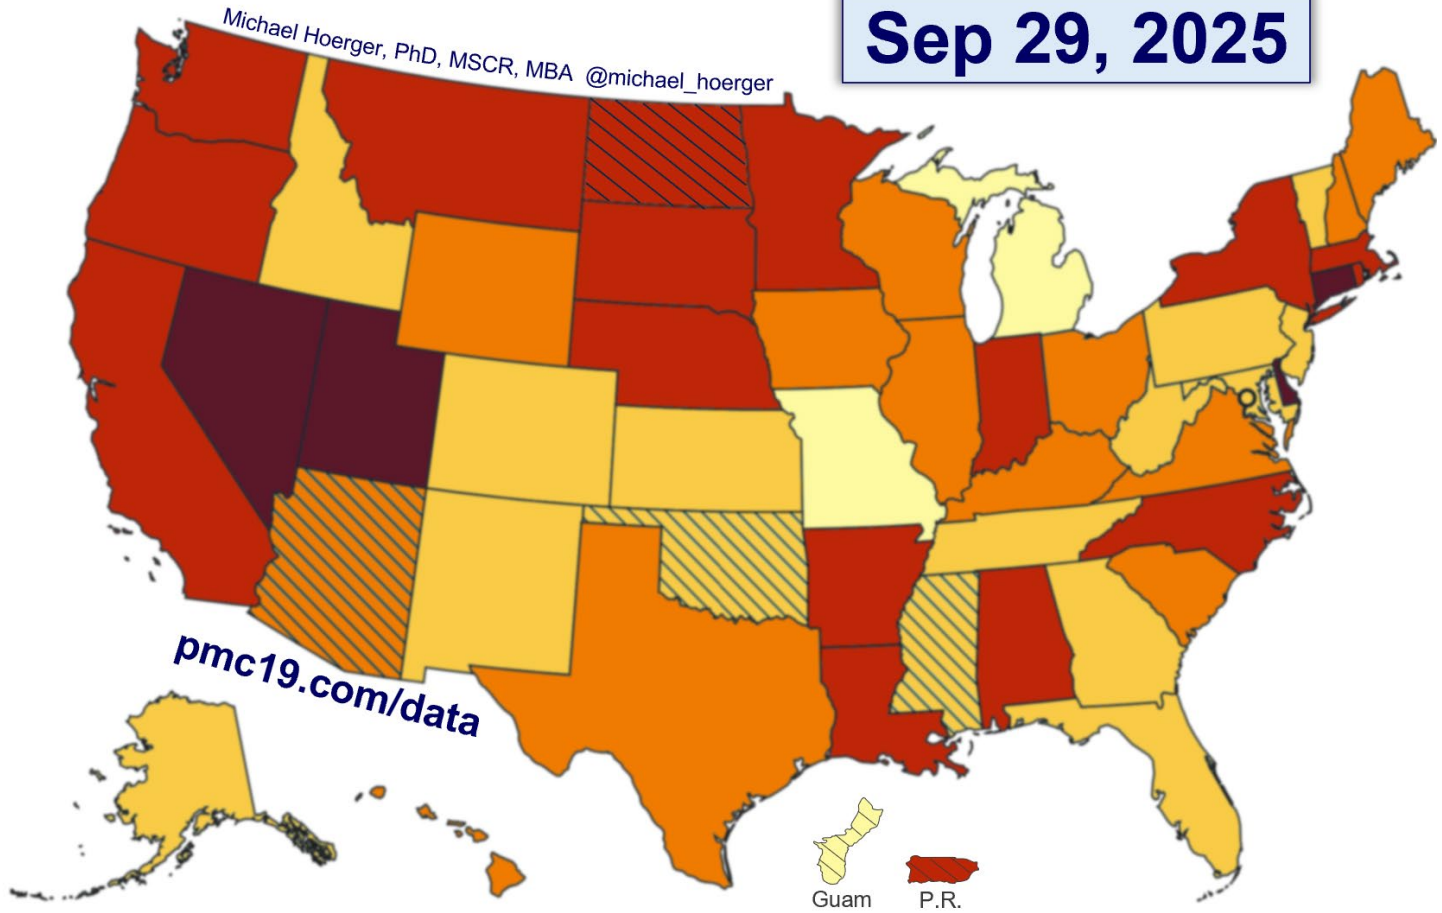 Sep 29, 2025
Michael Hoerger, PhD, MSCR, MBA @michael_hoerger
pmc19.com/data
Guam
P.R.